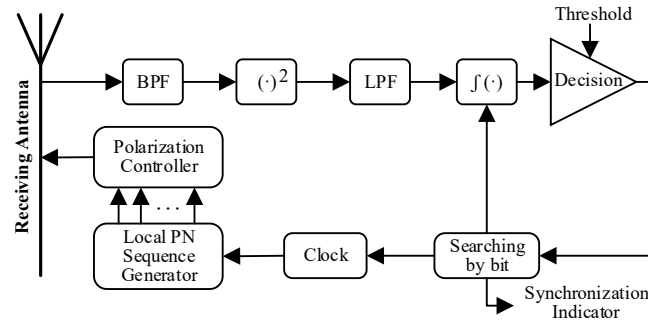 Threshold
BPF
(·)²
LPF
∫(·)
Decision
Receiving Antenna
Polarization
Controller
...
Local PN
Sequence
Generator
Clock
Searching
by bit
Synchronization
Indicator